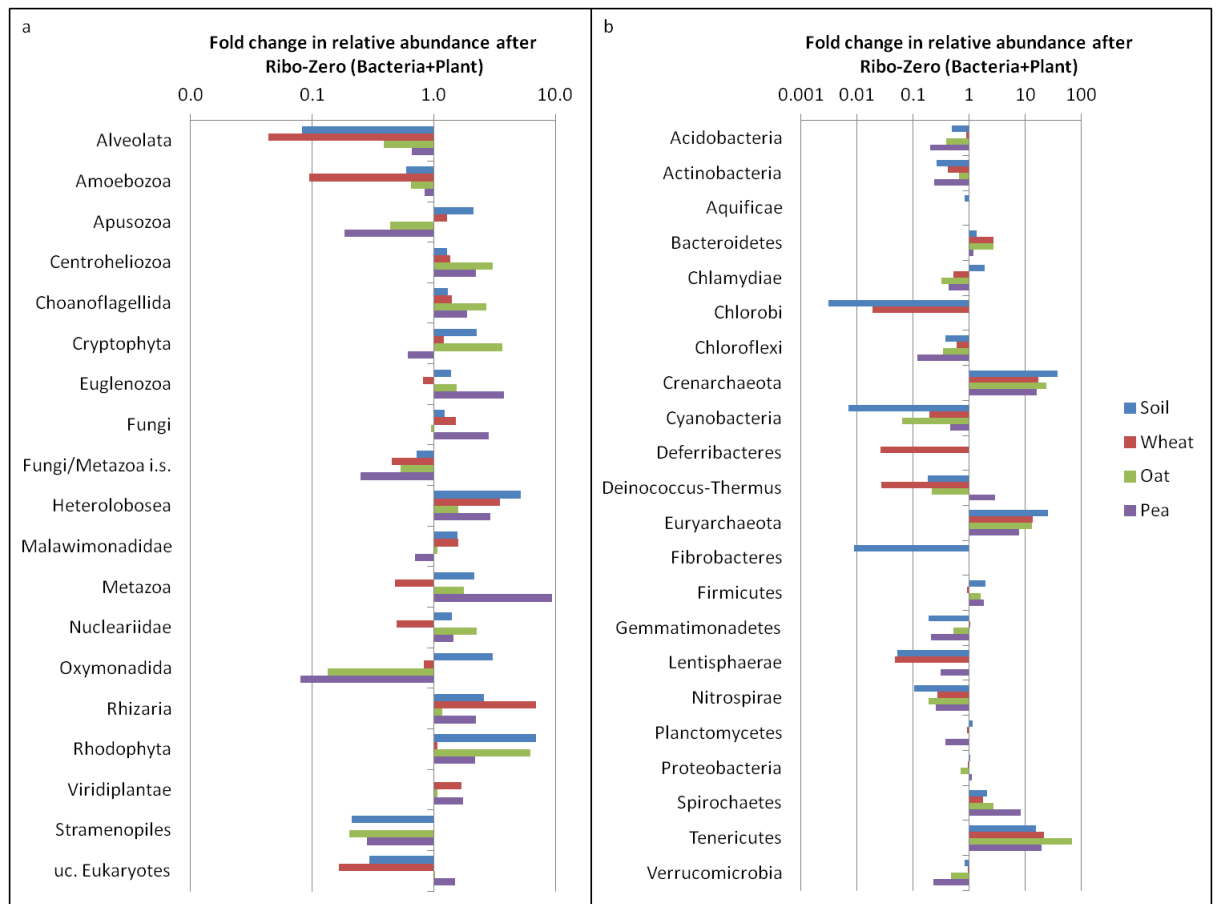 a
Fold change in relative abundance after
Ribo-Zero (Bacteria+Plant)
0.0 0.1 1.0 10.0
Alveolata
Amoebozoa
Apusozoa
Centroheliozoa
Choanoflagellida
Cryptophyta
Euglenozoa
Fungi
Fungi/Metazoa i.s.
Heterolobosea
Malawimonadidae
Metazoa
Nucleariidae
Oxymonadida
Rhizaria
Rhodophyta
Viridiplantae
Stramenopiles
uc. Eukaryotes
b
Fold change in relative abundance after
Ribo-Zero (Bacteria+Plant)
0.001 0.01 0.1 1 10 100
Acidobacteria
Actinobacteria
Aquificae
Bacteroidetes
Chlamydiae
Chlorobi
Chloroflexi
Crenarchaeota
Cyanobacteria
Deferribacteres
Deinococcus-Thermus
Euryarchaeota
Fibrobacteres
Firmicutes
Gemmatimonadetes
Lentisphaerae
Nitrospirae
Planctomycetes
Proteobacteria
Spirochaetes
Tenericutes
Verrucomicrobia
Soil
Wheat
Oat
Pea